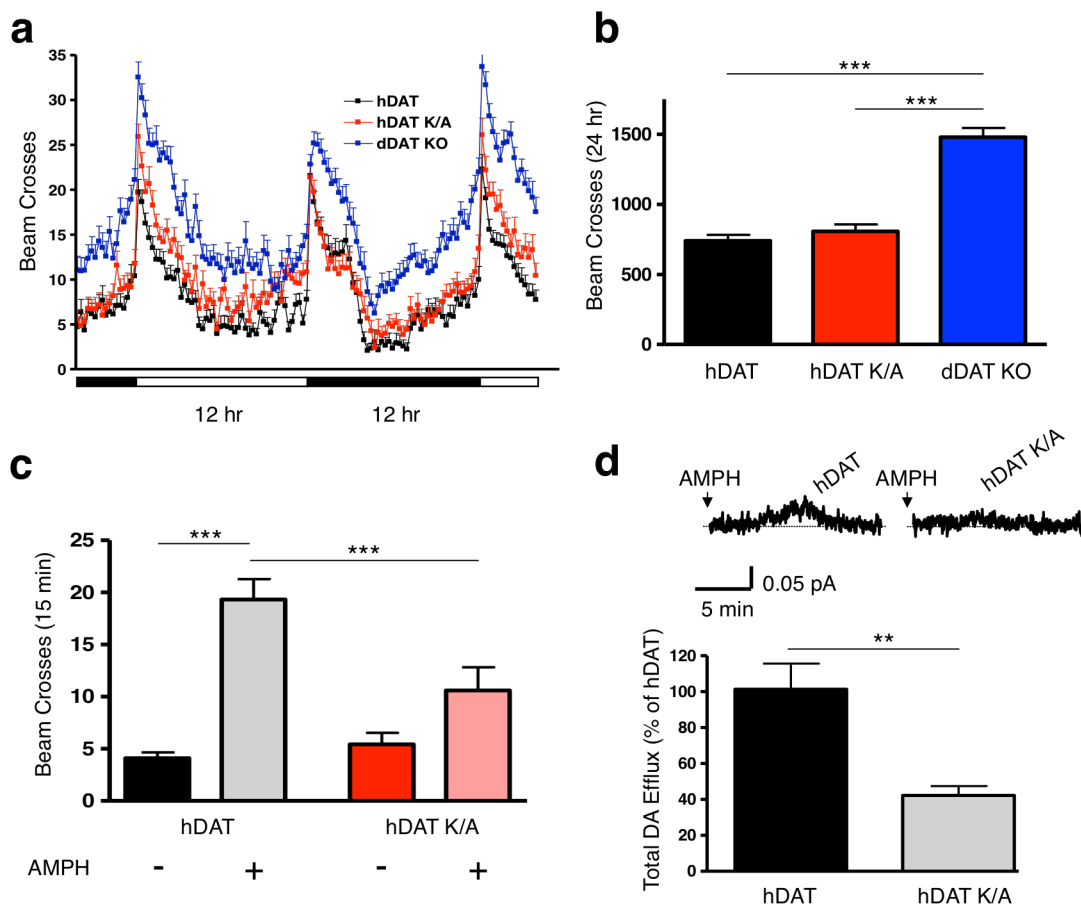 a
35
30
25
20
15
10
5
0
Beam Crosses
hDAT
hDAT K/A
dDAT KO
12 hr 12 hr
b
***
***
1500
1000
500
0
Beam Crosses (24 hr)
hDAT hDAT K/A dDAT KO
c
*** ***
25
20
15
10
5
0
Beam Crosses (15 min)
hDAT hDAT K/A
AMPH - + - +
d
AMPH hDAT AMPH hDAT K/A
0.05 pA
5 min
**
120
100
80
60
40
20
0
Total DA Efflux (% of hDAT)
hDAT hDAT K/A